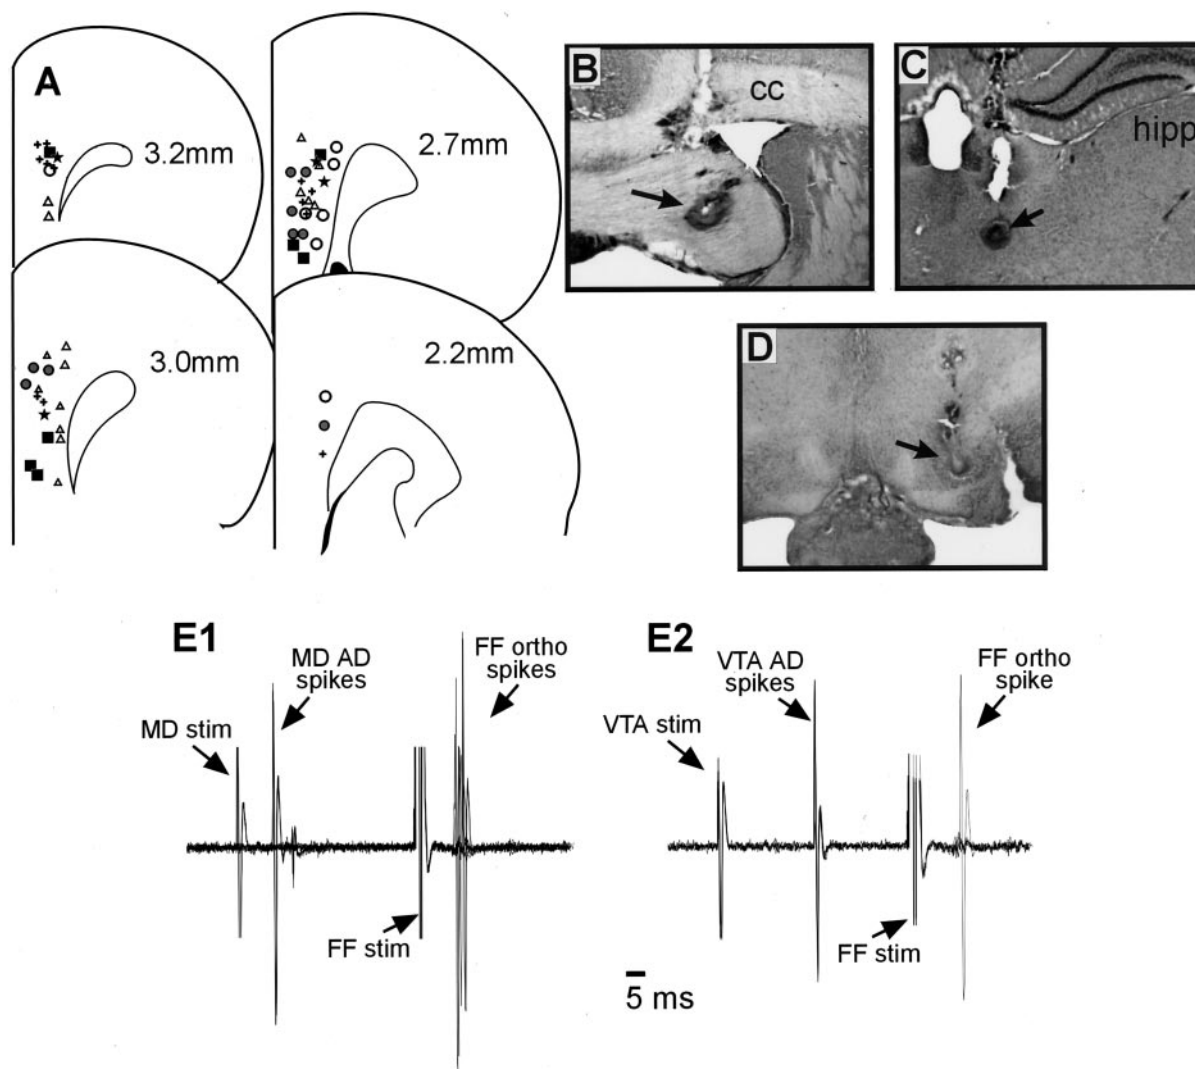 A
3.2mm
2.7mm
3.0mm
2.2mm
B
cc
C
hipp
D
E1
MD AD
spikes
MD stim
FF ortho
spikes
FF stim
E2
VTA AD
spikes
VTA stim
FF ortho
spike
FF stim
5 ms